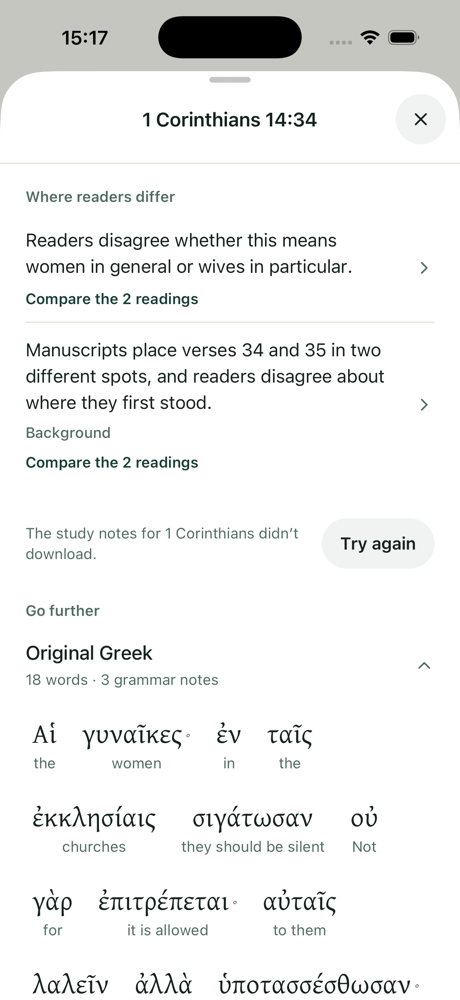 15:17
1 Corinthians 14:34
Where readers differ
Readers disagree whether this means
women in general or wives in particular.
Compare the 2 readings
Manuscripts place verses 34 and 35 in two
different spots, and readers disagree about
where they first stood.
Background
Compare the 2 readings
The study notes for 1 Corinthians didn’t
download.
Try again
Go further
Original Greek
18 words · 3 grammar notes
Αἱ γυναῖκες ἐν ταῖς
the women in the
ἐκκλησίαις σιγάτωσαν οὐ
churches they should be silent Not
γὰρ ἐπιτρέπεται αὐταῖς
for it is allowed to them
λαλεῖν ἀλλὰ ὑποτασσέσθωσαν